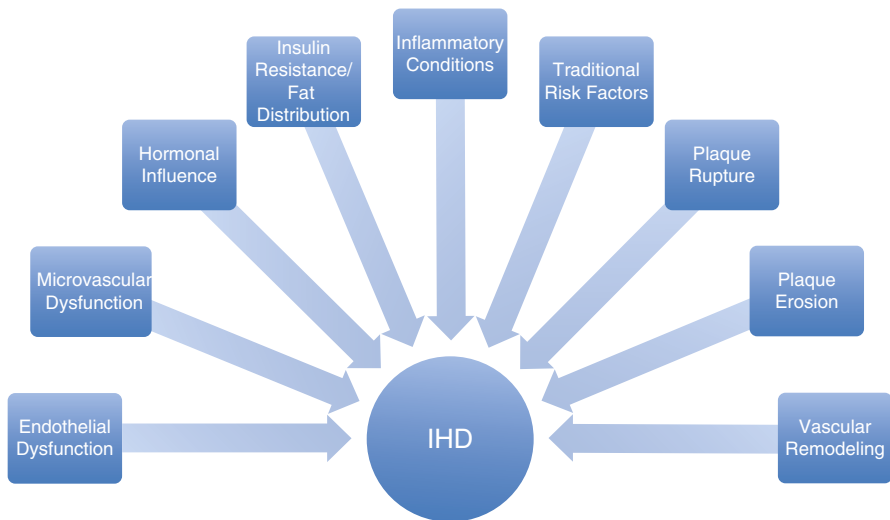 Endothelial
Dysfunction
Microvascular
Dysfunction
Hormonal
Influence
Insulin
Resistance/
Fat
Distribution
Inflammatory
Conditions
Traditional
Risk Factors
Plaque
Rupture
Plaque
Erosion
Vascular
Remodeling
IHD